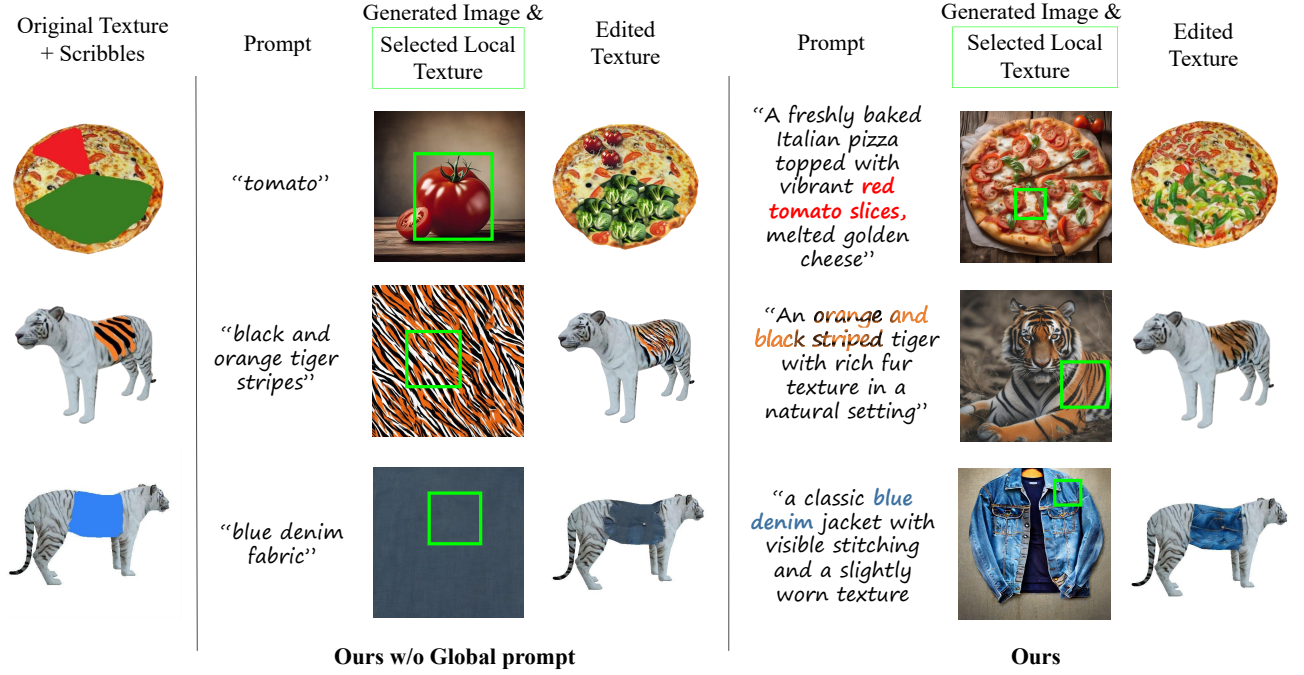 Original Texture
+ Scribbles
Prompt
Generated Image &
Selected Local
Texture
Edited
Texture
Prompt
Generated Image &
Selected Local
Texture
Edited
Texture
“tomato”
“A freshly baked
Italian pizza
topped with
vibrant red
tomato slices,
melted golden
cheese”
“black and
orange tiger
stripes”
“An orange and
black striped tiger
with rich fur
texture in a
natural setting”
“blue denim
fabric”
“a classic blue
denim jacket with
visible stitching
and a slightly
worn texture
Ours w/o Global prompt
Ours